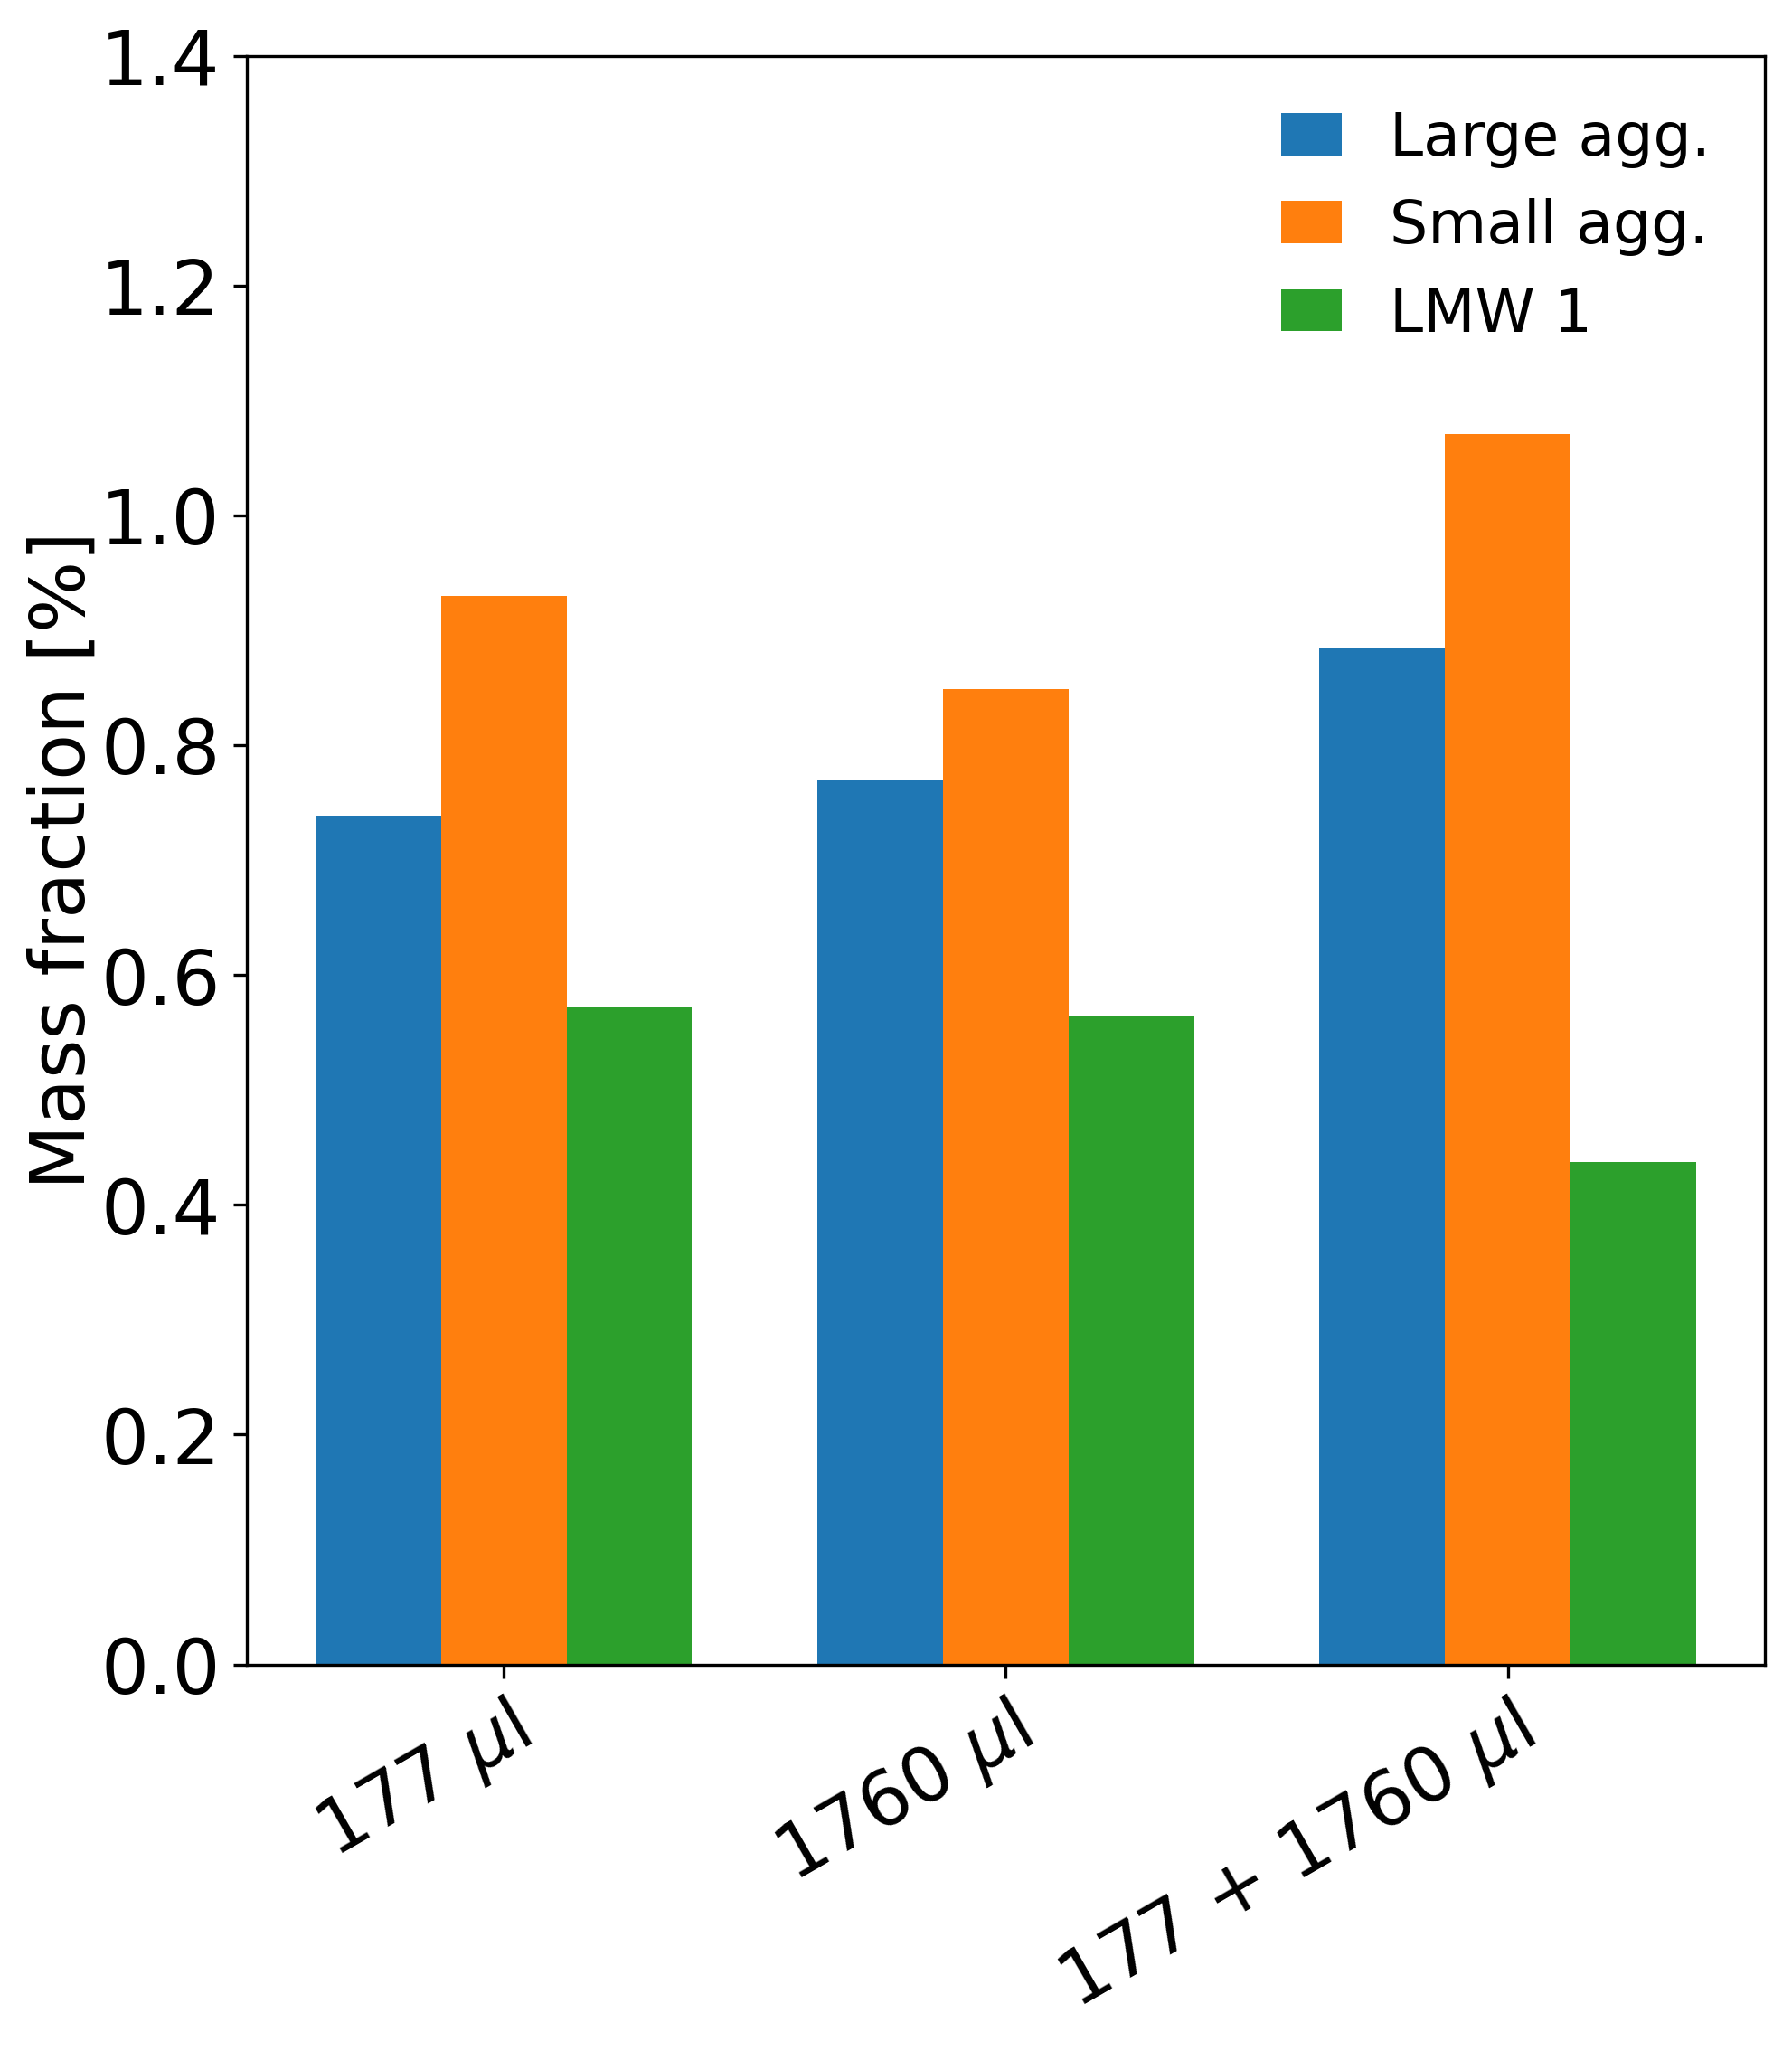 Mass fraction [%]
1.4
1.2
1.0
0.8
0.6
0.4
0.2
0.0
Large agg.
Small agg.
LMW 1
177 μl
1760 μl
177 + 1760 μl